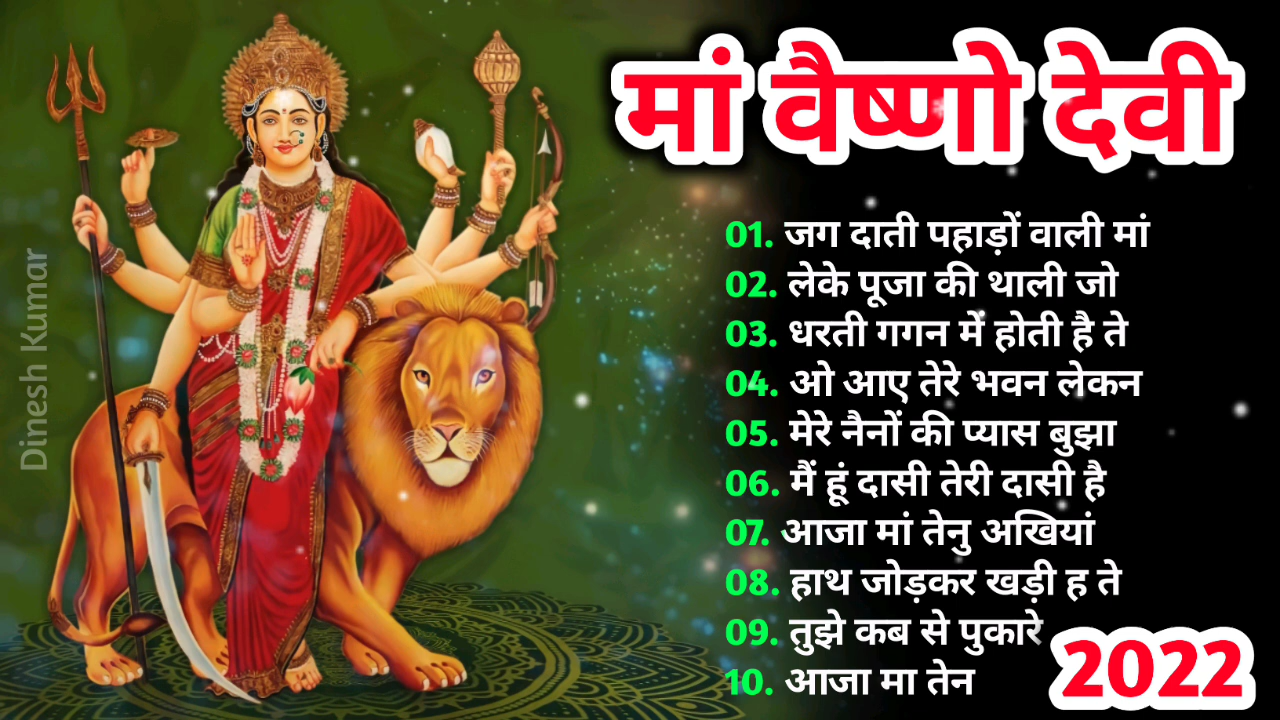 मां वैष्णो देवी
01. जग दाती पहाड़ों वाली मां
02. लेके पूजा की थाली जो
03. धरती गगन में होती है ते
04. ओ आए तेरे भवन लेकन
05. मेरे नैनों की प्यास बुझा
06. मैं हूं दासी तेरी दासी है
07. आजा मां तेनु अखियां
08. हाथ जोड़कर खड़ी ह ते
09. तुझे कब से पुकारे
10. आजा मा तेन
2022
Dinesh Kumar